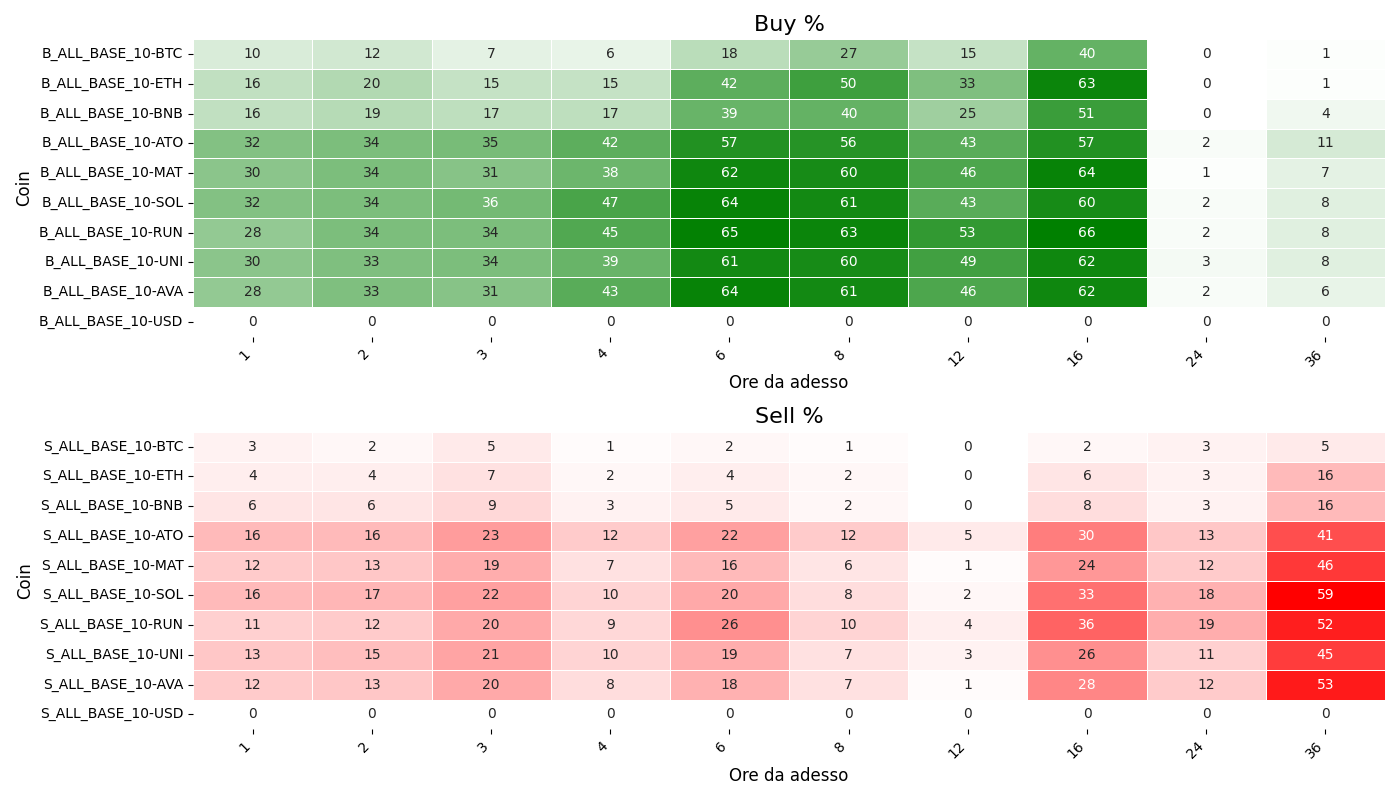 Buy %
Coin
B_ALL_BASE_10-BTC 10 12 7 6 18 27 15 40 0 1
B_ALL_BASE_10-ETH 16 20 15 15 42 50 33 63 0 1
B_ALL_BASE_10-BNB 16 19 17 17 39 40 25 51 0 4
B_ALL_BASE_10-ATO 32 34 35 42 57 56 43 57 2 11
B_ALL_BASE_10-MAT 30 34 31 38 62 60 46 64 1 7
B_ALL_BASE_10-SOL 32 34 36 47 64 61 43 60 2 8
B_ALL_BASE_10-RUN 28 34 34 45 65 63 53 66 2 8
B_ALL_BASE_10-UNI 30 33 34 39 61 60 49 62 3 8
B_ALL_BASE_10-AVA 28 33 31 43 64 61 46 62 2 6
B_ALL_BASE_10-USD 0 0 0 0 0 0 0 0 0 0
1 2 3 4 6 8 12 16 24 36
Ore da adesso
Sell %
Coin
S_ALL_BASE_10-BTC 3 2 5 1 2 1 0 2 3 5
S_ALL_BASE_10-ETH 4 4 7 2 4 2 0 6 3 16
S_ALL_BASE_10-BNB 6 6 9 3 5 2 0 8 3 16
S_ALL_BASE_10-ATO 16 16 23 12 22 12 5 30 13 41
S_ALL_BASE_10-MAT 12 13 19 7 16 6 1 24 12 46
S_ALL_BASE_10-SOL 16 17 22 10 20 8 2 33 18 59
S_ALL_BASE_10-RUN 11 12 20 9 26 10 4 36 19 52
S_ALL_BASE_10-UNI 13 15 21 10 19 7 3 26 11 45
S_ALL_BASE_10-AVA 12 13 20 8 18 7 1 28 12 53
S_ALL_BASE_10-USD 0 0 0 0 0 0 0 0 0 0
1 2 3 4 6 8 12 16 24 36
Ore da adesso